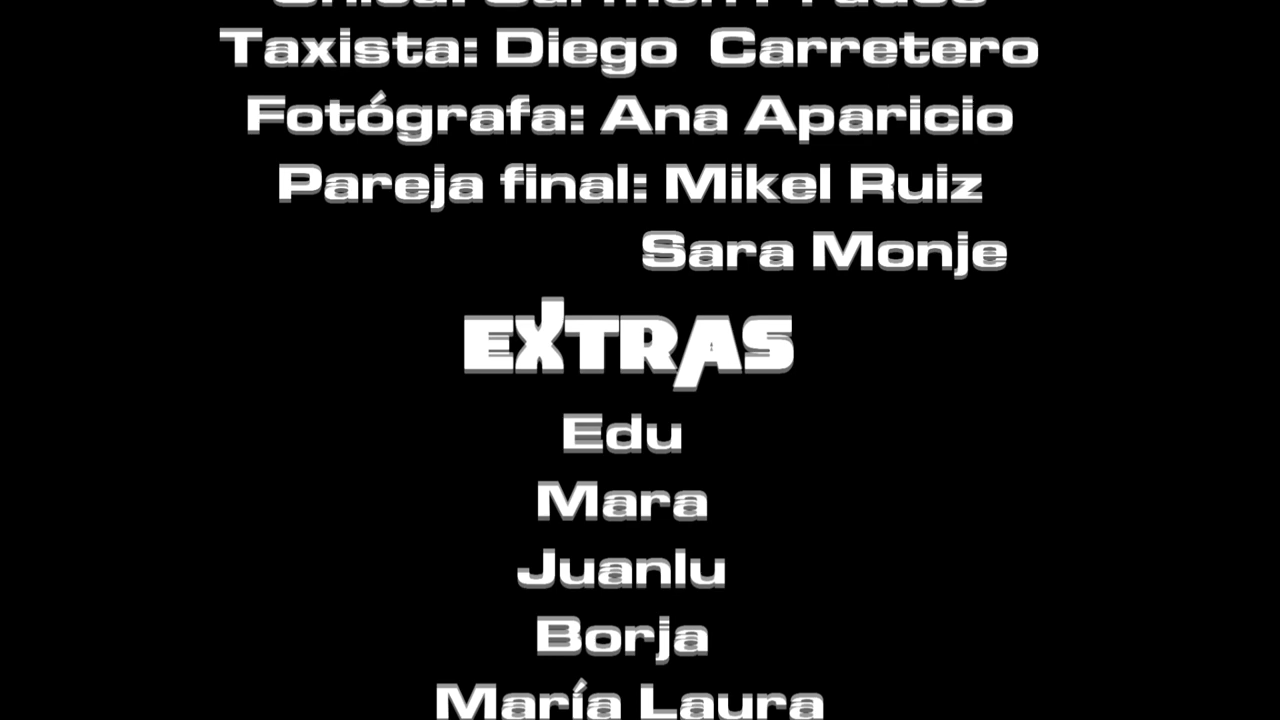 Taxista: Diego Carretero
Fotógrafa: Ana Aparicio
Pareja final: Mikel Ruiz
Sara Monje
EXTRAS
Edu
Mara
Juanlu
Borja
María Laura